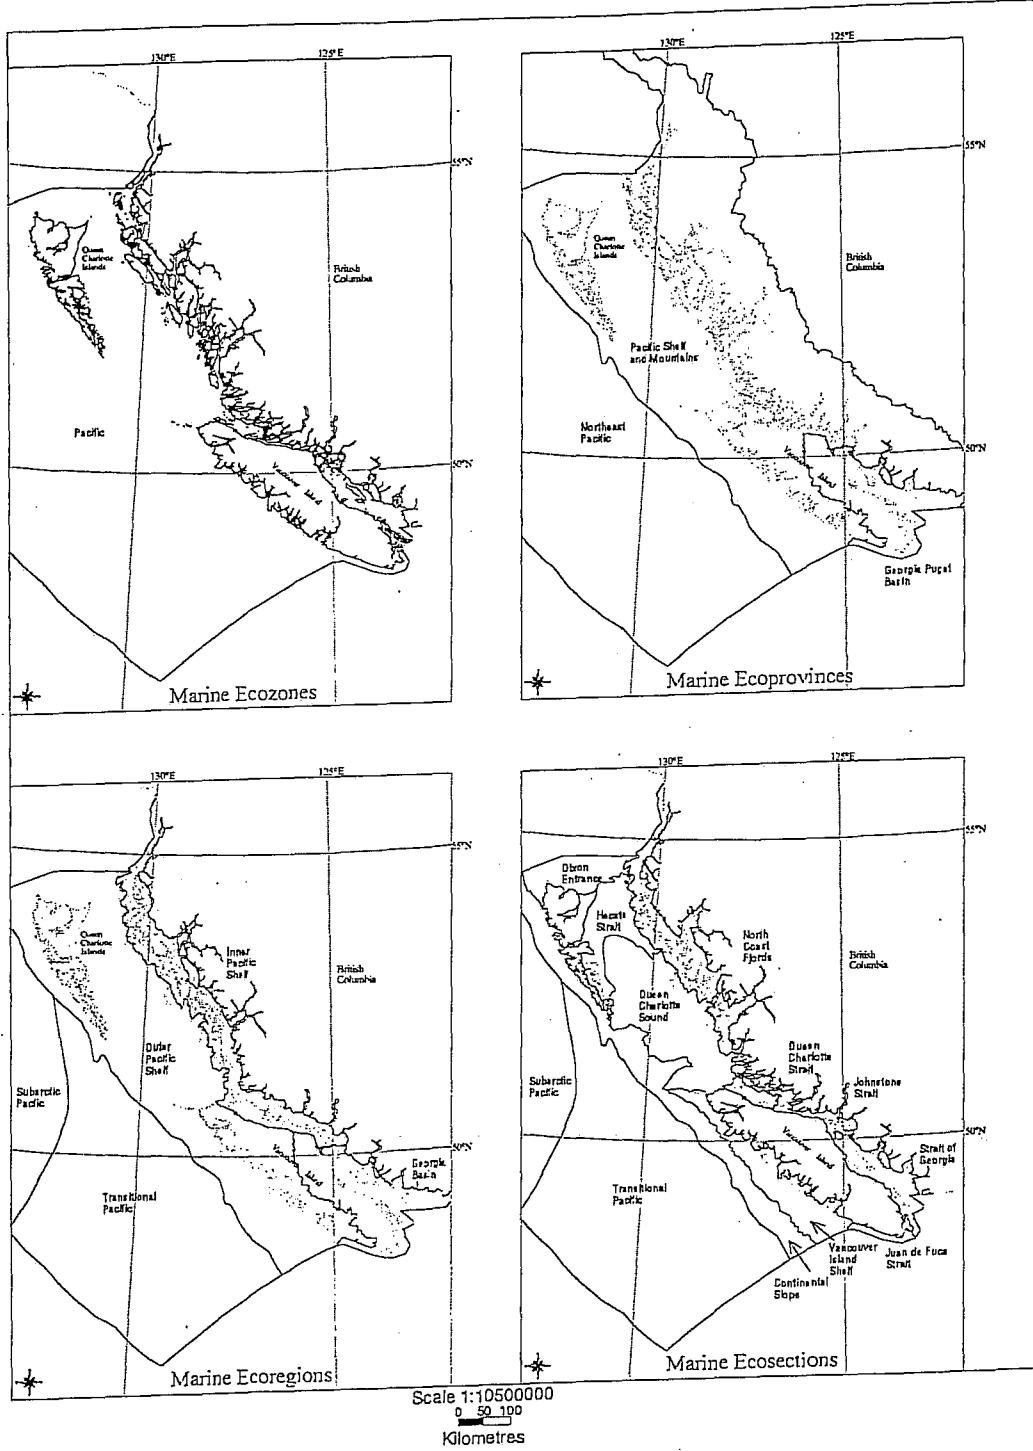 130°E
125°E
55°N
Queen
Charlotte
Islands
British
Columbia
Pacific
50°N
Vancouver
Island
Marine Ecozones
130°E
125°E
55°N
Queen
Charlotte
Islands
British
Columbia
Pacific Shelf
and Mountains
Northeast
Pacific
50°N
Vancouver
Island
Georgia Puget
Basin
Marine Ecoprovinces
130°E
125°E
55°N
Queen
Charlotte
Islands
Inner
Pacific
Shelf
British
Columbia
Outer
Pacific
Shelf
Subarctic
Pacific
50°N
Vancouver
Island
Georgia
Basin
Transitional
Pacific
Marine Ecoregions
130°E
125°E
55°N
Dixon
Entrance
Hecate
Strait
North
Coast
Fjords
British
Columbia
Queen
Charlotte
Sound
Queen
Charlotte
Strait
Subarctic
Pacific
Johnstone
Strait
50°N
Vancouver
Island
Strait of
Georgia
Transitional
Pacific
Vancouver
Island
Shelf
Juan de Fuca
Strait
Continental
Slope
Marine Ecosections
Scale 1:10500000
0 50 100
Kilometres